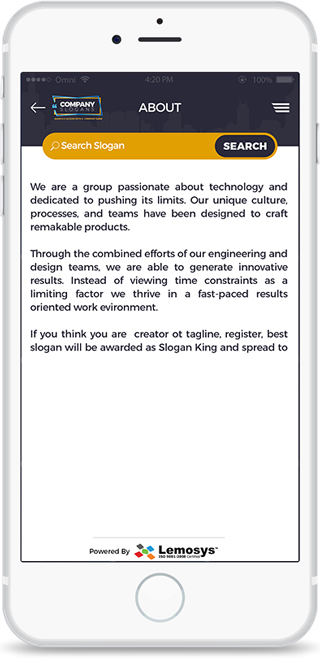 Omni 4:20 PM 100%
COMPANY
SLOGANS
ABOUT
Search Slogan SEARCH
We are a group passionate about technology and
dedicated to pushing its limits. Our unique culture,
processes, and teams have been designed to craft
remakable products.
Through the combined efforts of our engineering and
design teams, we are able to generate innovative
results. Instead of viewing time constraints as a
limiting factor we thrive in a fast-paced results
oriented work evironment.
If you think you are creator ot tagline, register, best
slogan will be awarded as Slogan King and spread to
Powered By Lemosys™
ISO 9001:2008 Certified